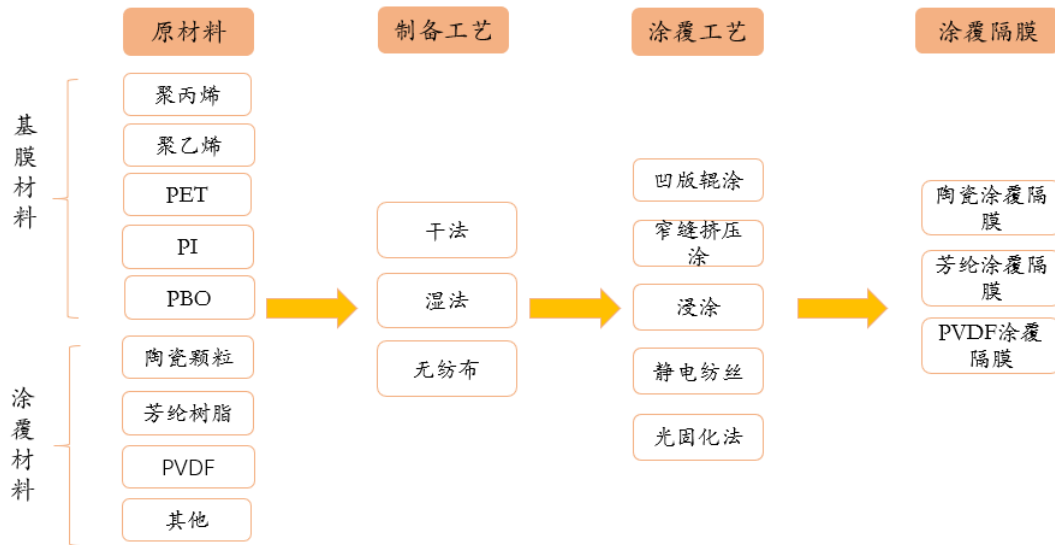 原材料
制备工艺
涂覆工艺
涂覆隔膜
基膜材料
聚丙烯
聚乙烯
PET
PI
PBO
涂覆材料
陶瓷颗粒
芳纶树脂
PVDF
其他
干法
湿法
无纺布
凹版辊涂
窄缝挤压
涂
浸涂
静电纺丝
光固化法
陶瓷涂覆隔
膜
芳纶涂覆隔
膜
PVDF涂覆
隔膜